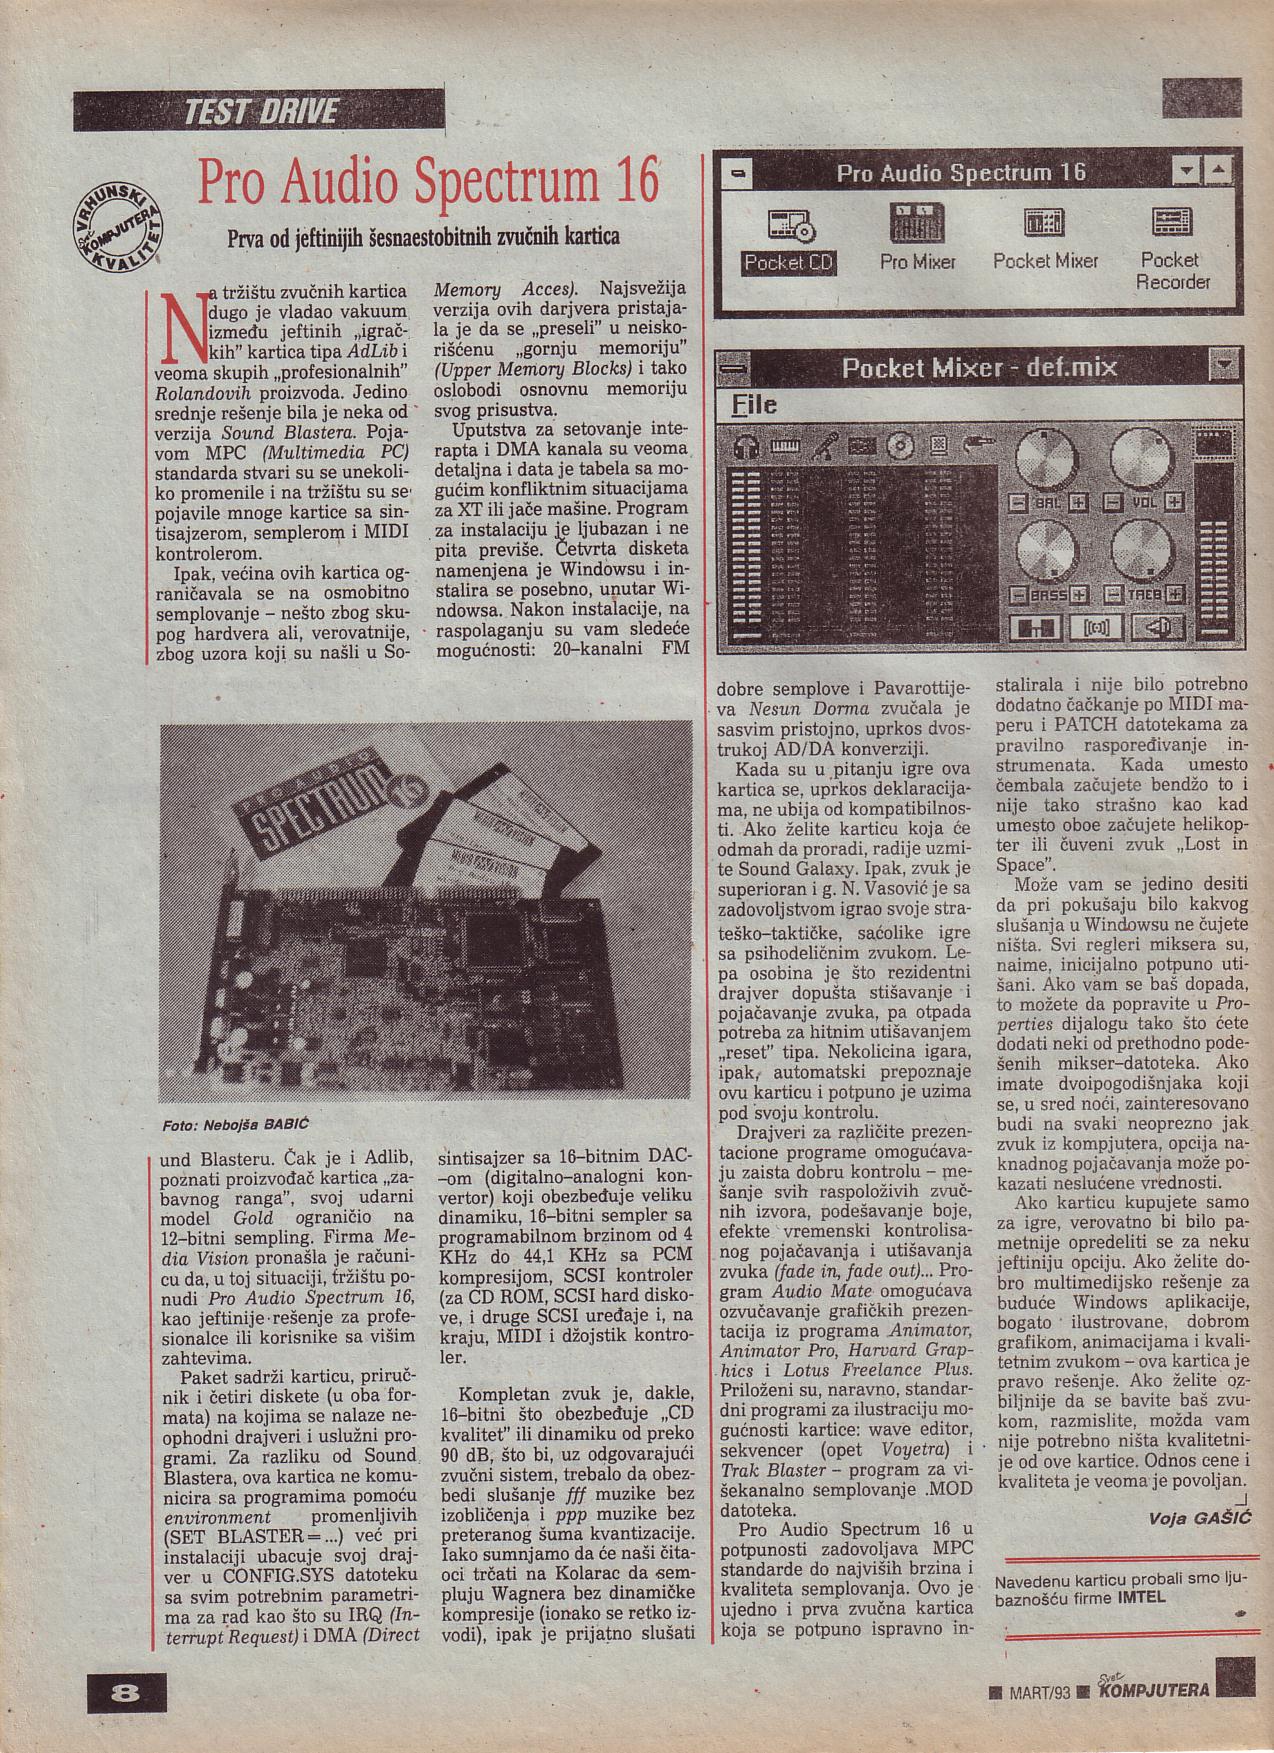 TEST DRIVE
Pro Audio Spectrum 16
Prva od jeftinijih šesnaestobitnih zvučnih kartica
VRHUNSKI
Svet
KOMPJUTERA
KVALITET
Na tržištu zvučnih kartica
dugo je vladao vakuum
između jeftinih „igrač-
kih” kartica tipa AdLib i
veoma skupih „profesionalnih”
Rolandovih proizvoda. Jedino
srednje rešenje bila je neka od
verzija Sound Blastera. Poja-
vom MPC (Multimedia PC)
standarda stvari su se unekoli-
ko promenile i na tržištu su se
pojavile mnoge kartice sa sin-
tisajzerom, semplerom i MIDI
kontrolerom.
Ipak, većina ovih kartica og-
raničavala se na osmobitno
semplovanje – nešto zbog sku-
pog hardvera ali, verovatnije,
zbog uzora koji su našli u So-
Foto: Nebojša BABIĆ
PRO AUDIO
SPECTRUM 16
MEDIA VISION
MEDIA VISION
und Blasteru. Čak je i Adlib,
poznati proizvođač kartica „za-
bavnog ranga”, svoj udarni
model Gold ograničio na
12-bitni sempling. Firma Me-
dia Vision pronašla je računi-
cu da, u toj situaciji, tržištu po-
nudi Pro Audio Spectrum 16,
kao jeftinije rešenje za profe-
sionalce ili korisnike sa višim
zahtevima.
Paket sadrži karticu, priruč-
nik i četiri diskete (u oba for-
mata) na kojima se nalaze ne-
ophodni drajveri i uslužni pro-
grami. Za razliku od Sound
Blastera, ova kartica ne komu-
nicira sa programima pomoću
environment promenljivih
(SET BLASTER=...) već pri
instalaciji ubacuje svoj draj-
ver u CONFIG.SYS datoteku
sa svim potrebnim parametri-
ma za rad kao što su IRQ (In-
terrupt Request) i DMA (Direct
Memory Acces). Najsvežija
verzija ovih darjvera pristaja-
la je da se „preseli” u neisko-
rišćenu „gornju memoriju”
(Upper Memory Blocks) i tako
oslobodi osnovnu memoriju
svog prisustva.
Uputstva za setovanje inte-
rapta i DMA kanala su veoma
detaljna i data je tabela sa mo-
gućim konfliktnim situacijama
za XT ili jače mašine. Program
za instalaciju je ljubazan i ne
pita previše. Četvrta disketa
namenjena je Windowsu i in-
stalira se posebno, unutar Wi-
ndowsa. Nakon instalacije, na
raspolaganju su vam sledeće
mogućnosti: 20–kanalni FM
sintisajzer sa 16–bitnim DAC-
–om (digitalno–analogni kon-
vertor) koji obezbeđuje veliku
dinamiku, 16–bitni sempler sa
programabilnom brzinom od 4
KHz do 44,1 KHz sa PCM
kompresijom, SCSI kontroler
(za CD ROM, SCSI hard disko-
ve, i druge SCSI uređaje i, na
kraju, MIDI i džojstik kontro-
ler.
Kompletan zvuk je, dakle,
16–bitni što obezbeđuje „CD
kvalitet” ili dinamiku od preko
90 dB, što bi, uz odgovarajući
zvučni sistem, trebalo da obez-
bedi slušanje fff muzike bez
izobličenja i ppp muzike bez
preteranog šuma kvantizacije.
Iako sumnjamo da će naši čita-
oci trčati na Kolarac da sem-
pluju Wagnera bez dinamičke
kompresije (ionako se retko iz-
vodi), ipak je prijatno slušati
Pro Audio Spectrum 16
Pocket CD
Pro Mixer
Pocket Mixer
Pocket
Recorder
Pocket Mixer - def.mix
File
BAL
VOL
BASS
TREB
dobre semplove i Pavarottije-
va Nesun Dorma zvučala je
sasvim pristojno, uprkos dvos-
trukoj AD/DA konverziji.
Kada su u pitanju igre ova
kartica se, uprkos deklaracija-
ma, ne ubija od kompatibilnos-
ti. Ako želite karticu koja će
odmah da proradi, radije uzmi-
te Sound Galaxy. Ipak, zvuk je
superioran i g. N. Vasović je sa
zadovoljstvom igrao svoje stra-
teško–taktičke, saćolike igre
sa psihodeličnim zvukom. Le-
pa osobina je što rezidentni
drajver dopušta stišavanje i
pojačavanje zvuka, pa otpada
potreba za hitnim utišavanjem
„reset” tipa. Nekolicina igara,
ipak, automatski prepoznaje
ovu karticu i potpuno je uzima
pod svoju kontrolu.
Drajveri za različite prezen-
tacione programe omogućava-
ju zaista dobru kontrolu – me-
šanje svih raspoloživih zvuč-
nih izvora, podešavanje boje,
efekte vremenski kontrolisa-
nog pojačavanja i utišavanja
zvuka (fade in, fade out)... Pro-
gram Audio Mate omogućava
ozvučavanje grafičkih prezen-
tacija iz programa Animator,
Animator Pro, Harvard Grap-
hics i Lotus Freelance Plus.
Priloženi su, naravno, standar-
dni programi za ilustraciju mo-
gućnosti kartice: wave editor,
sekvencer (opet Voyetra) i
Trak Blaster – program za vi-
šekanalno semplovanje .MOD
datoteka.
Pro Audio Spectrum 16 u
potpunosti zadovoljava MPC
standarde do najviših brzina i
kvaliteta semplovanja. Ovo je
ujedno i prva zvučna kartica
koja se potpuno ispravno in-
stalirala i nije bilo potrebno
dodatno čačkanje po MIDI ma-
peru i PATCH datotekama za
pravilno raspoređivanje in-
strumenata. Kada umesto
čembala začujete bendžo to i
nije tako strašno kao kad
umesto oboe začujete helikop-
ter ili čuveni zvuk „Lost in
Space”.
Može vam se jedino desiti
da pri pokušaju bilo kakvog
slušanja u Windowsu ne čujete
ništa. Svi regleri miksera su,
naime, inicijalno potpuno uti-
šani. Ako vam se baš dopada,
to možete da popravite u Pro-
perties dijalogu tako što ćete
dodati neki od prethodno pode-
šenih mikser–datoteka. Ako
imate dvoipogodišnjaka koji
se, u sred noći, zainteresovano
budi na svaki neoprezno jak
zvuk iz kompjutera, opcija na-
knadnog pojačavanja može po-
kazati neslućene vrednosti.
Ako karticu kupujete samo
za igre, verovatno bi bilo pa-
metnije opredeliti se za neku
jeftiniju opciju. Ako želite do-
bro multimedijsko rešenje za
buduće Windows aplikacije,
bogato ilustrovane, dobrom
grafikom, animacijama i kvali-
tetnim zvukom – ova kartica je
pravo rešenje. Ako želite oz-
biljnije da se bavite baš zvu-
kom, razmislite, možda vam
nije potrebno ništa kvalitetni-
je od ove kartice. Odnos cene i
kvaliteta je veoma je povoljan.
Voja GAŠIĆ
Navedenu karticu probali smo lju-
baznošću firme IMTEL
8
MART/93
Svet
KOMPJUTERA